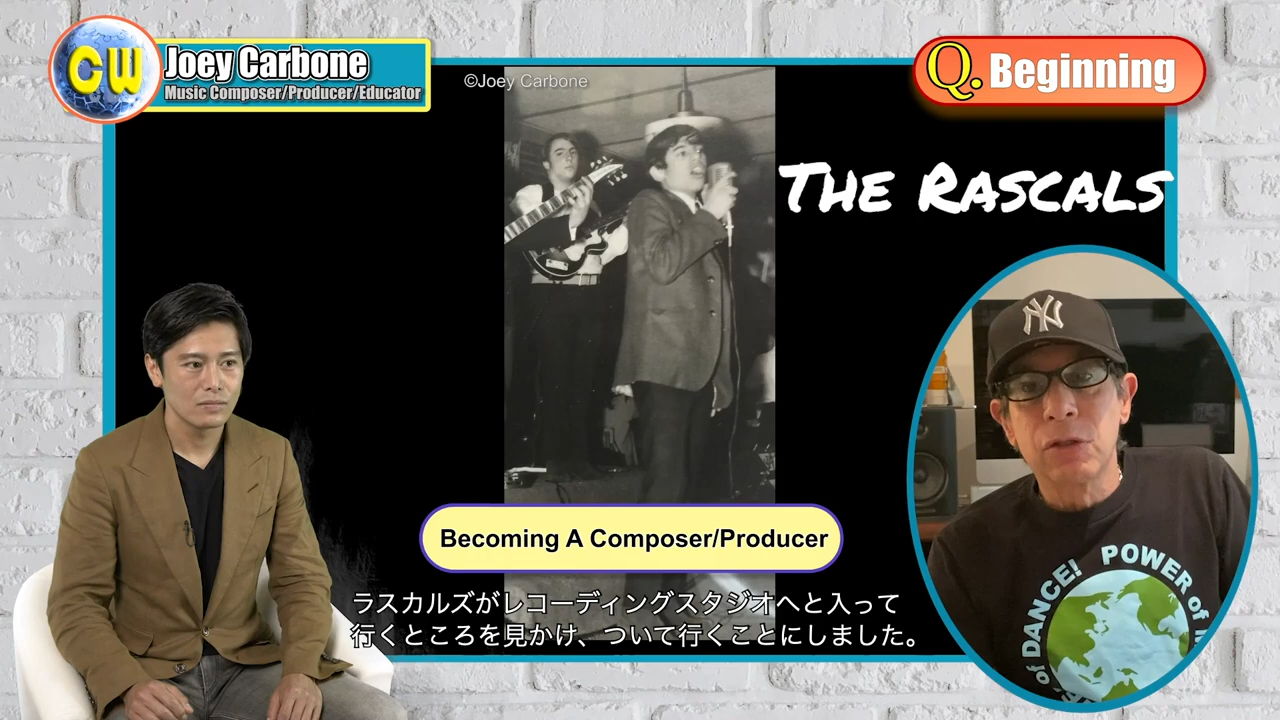 CW
Joey Carbone
Music Composer/Producer/Educator
©Joey Carbone
Q. Beginning
THE RASCALS
NY
of DANCE! POWER of
Becoming A Composer/Producer
ラスカルズがレコーディングスタジオへと入って
行くところを見かけ、ついて行くことにしました。